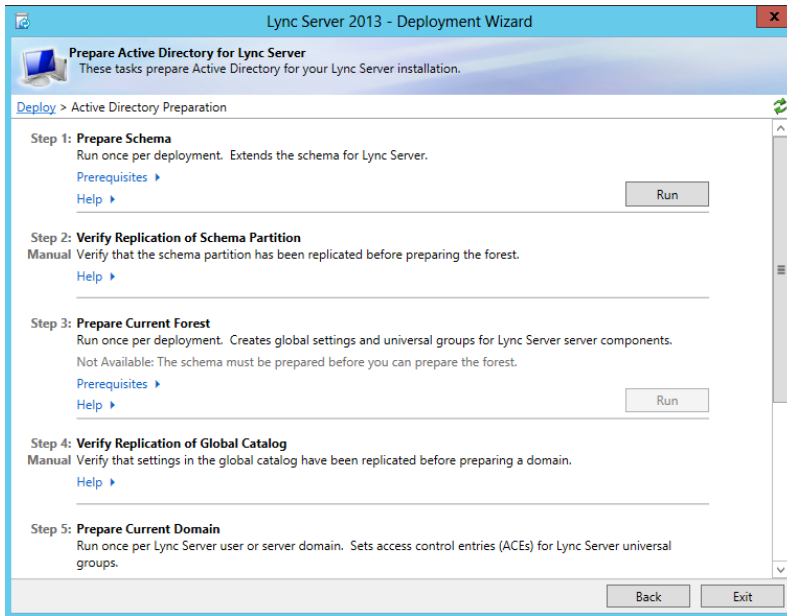 Lync Server 2013 - Deployment Wizard
x
Prepare Active Directory for Lync Server
These tasks prepare Active Directory for your Lync Server installation.
Deploy > Active Directory Preparation
Step 1: Prepare Schema
Run once per deployment. Extends the schema for Lync Server.
Prerequisites
Help
Run
Step 2: Verify Replication of Schema Partition
Manual Verify that the schema partition has been replicated before preparing the forest.
Help
Step 3: Prepare Current Forest
Run once per deployment. Creates global settings and universal groups for Lync Server server components.
Not Available: The schema must be prepared before you can prepare the forest.
Prerequisites
Help
Run
Step 4: Verify Replication of Global Catalog
Manual Verify that settings in the global catalog have been replicated before preparing a domain.
Help
Step 5: Prepare Current Domain
Run once per Lync Server user or server domain. Sets access control entries (ACEs) for Lync Server universal
groups.
Back Exit